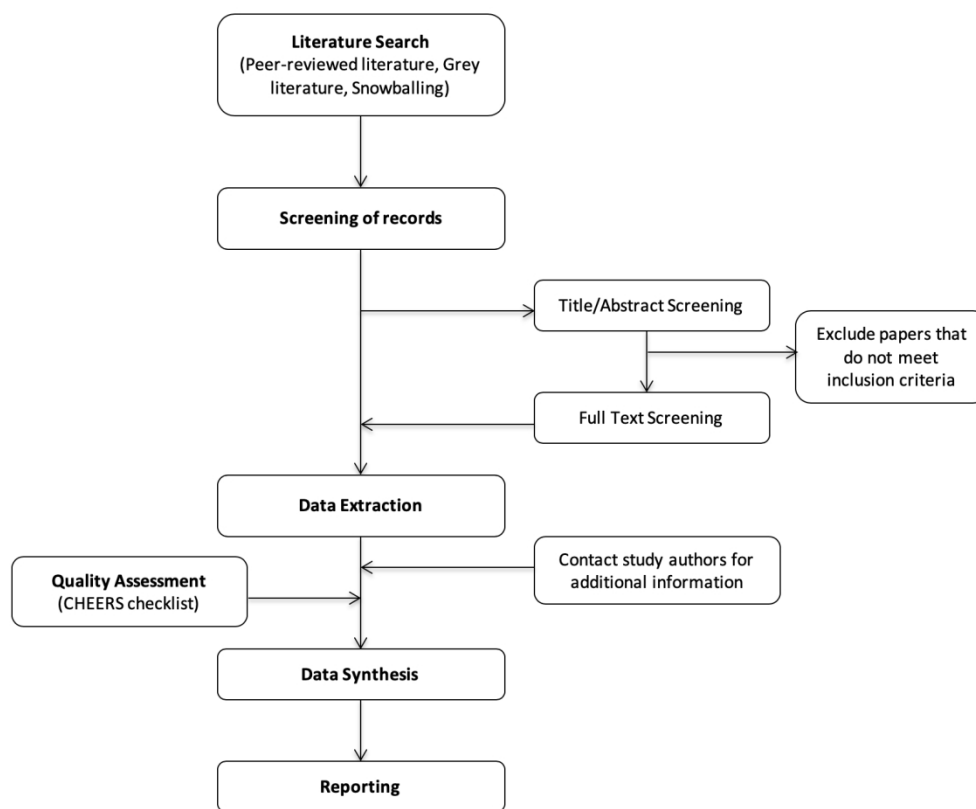 Literature Search
(Peer-reviewed literature, Grey
literature, Snowballing)
Screening of records
Title/Abstract Screening
Exclude papers that
do not meet
inclusion criteria
Full Text Screening
Data Extraction
Contact study authors for
additional information
Quality Assessment
(CHEERS checklist)
Data Synthesis
Reporting